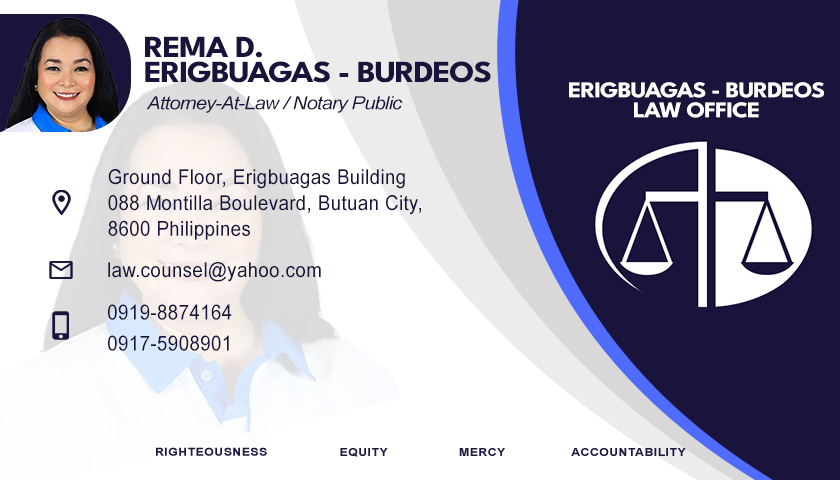 REMA D.
ERIGBUAGAS - BURDEOS
Attorney-At-Law / Notary Public
Ground Floor, Erigbuagas Building
088 Montilla Boulevard, Butuan City,
8600 Philippines
law.counsel@yahoo.com
0919-8874164
0917-5908901
ERIGBUAGAS - BURDEOS
LAW OFFICE
RIGHTEOUSNESS EQUITY MERCY ACCOUNTABILITY